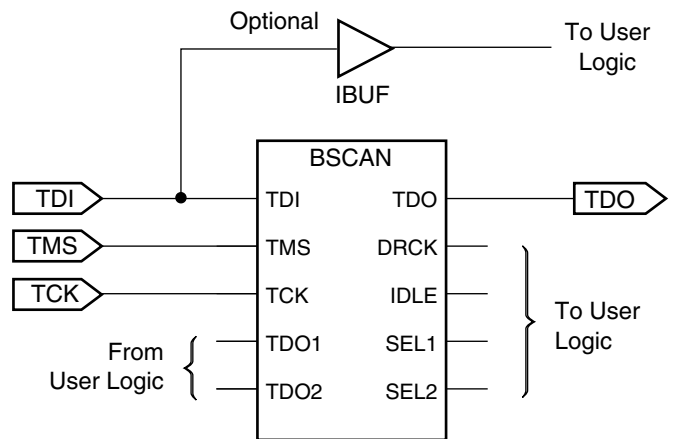 Optional
To User
Logic
IBUF
BSCAN
TDI
TDI
TDO
TDO
TMS
TMS
DRCK
TCK
TCK
IDLE
To User
Logic
From
User Logic
TDO1
SEL1
TDO2
SEL2